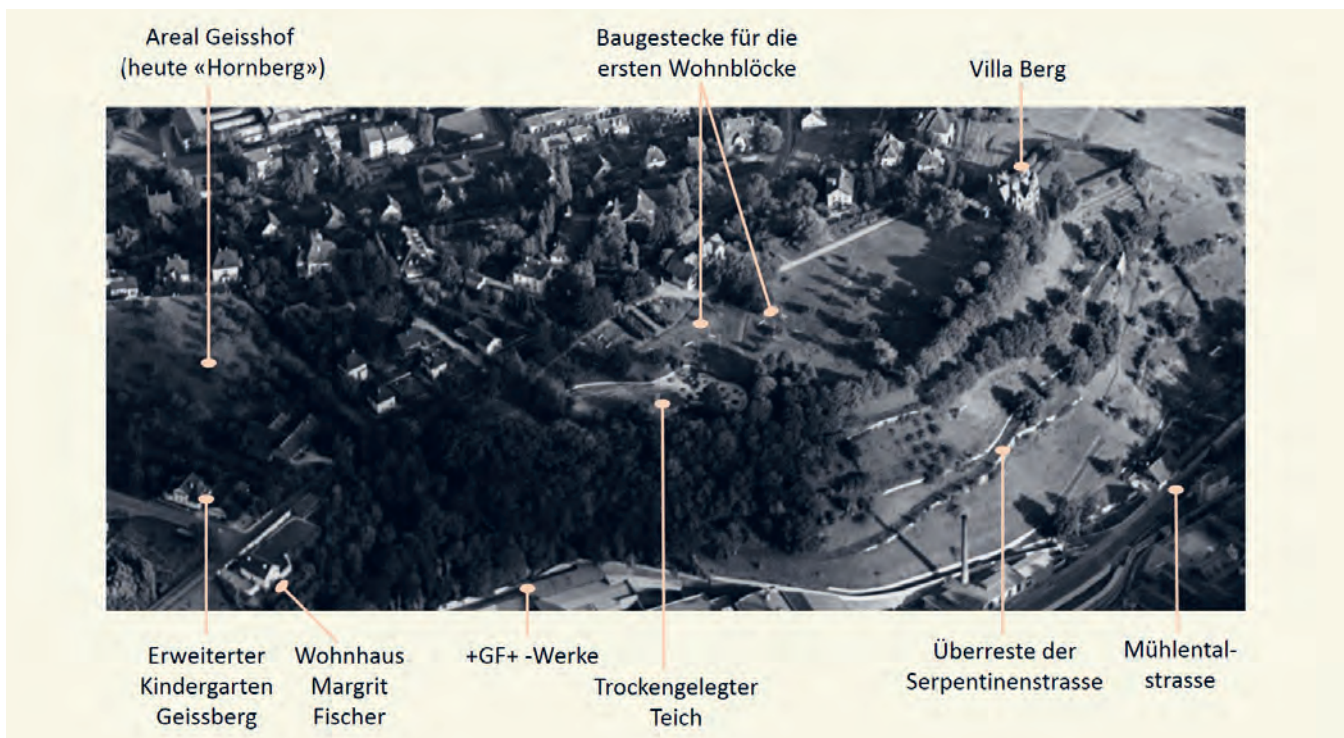 Areal Geisshof
(heute «Hornberg»)
Baugestecke für die
ersten Wohnblöcke
Villa Berg
Erweiterter
Kindergarten
Geissberg
Wohnhaus
Margrit
Fischer
+GF+ -Werke
Trockengelegter
Teich
Überreste der
Serpentinenstrasse
Mühlental-
strasse